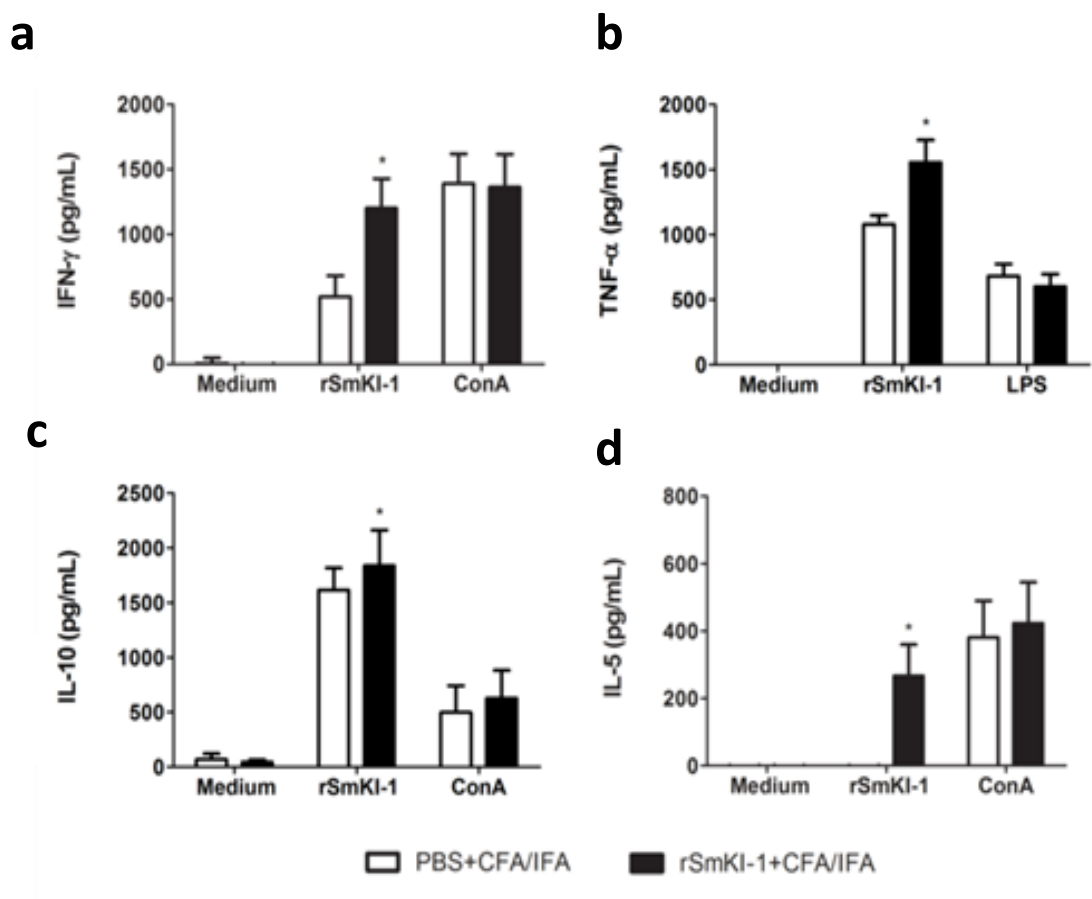 a
b
2000
1500
1000
500
0
IFN-γ (pg/mL)
*
Medium rSmKI-1 ConA
2000
1500
1000
500
0
TNF-α (pg/mL)
*
Medium rSmKI-1 LPS
c
d
2500
2000
1500
1000
500
0
IL-10 (pg/mL)
*
Medium rSmKI-1 ConA
800
600
400
200
0
IL-5 (pg/mL)
*
Medium rSmKI-1 ConA
PBS+CFA/IFA rSmKI-1+CFA/IFA